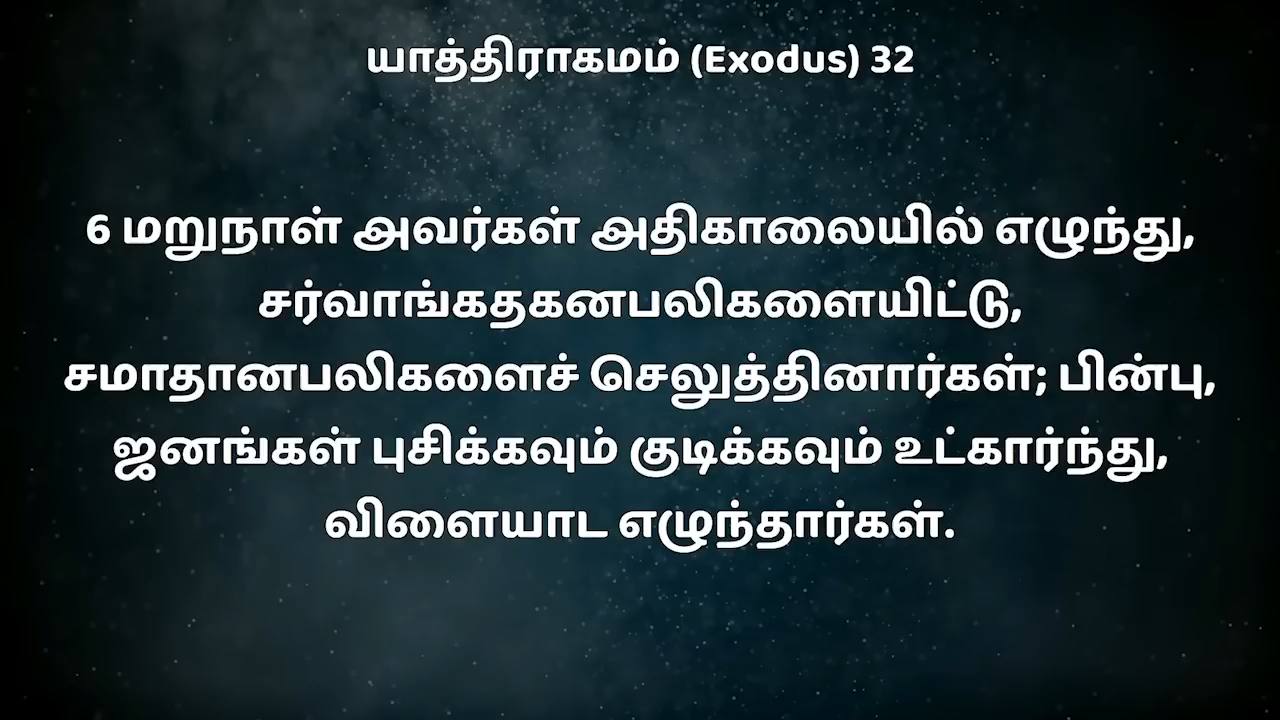 யாத்திராகமம் (Exodus) 32
6 மறுநாள் அவர்கள் அதிகாலையில் எழுந்து,
சர்வாங்கதகனபலிகளையிட்டு,
சமாதானபலிகளைச் செலுத்தினார்கள்; பின்பு,
ஜனங்கள் புசிக்கவும் குடிக்கவும் உட்கார்ந்து,
விளையாட எழுந்தார்கள்.